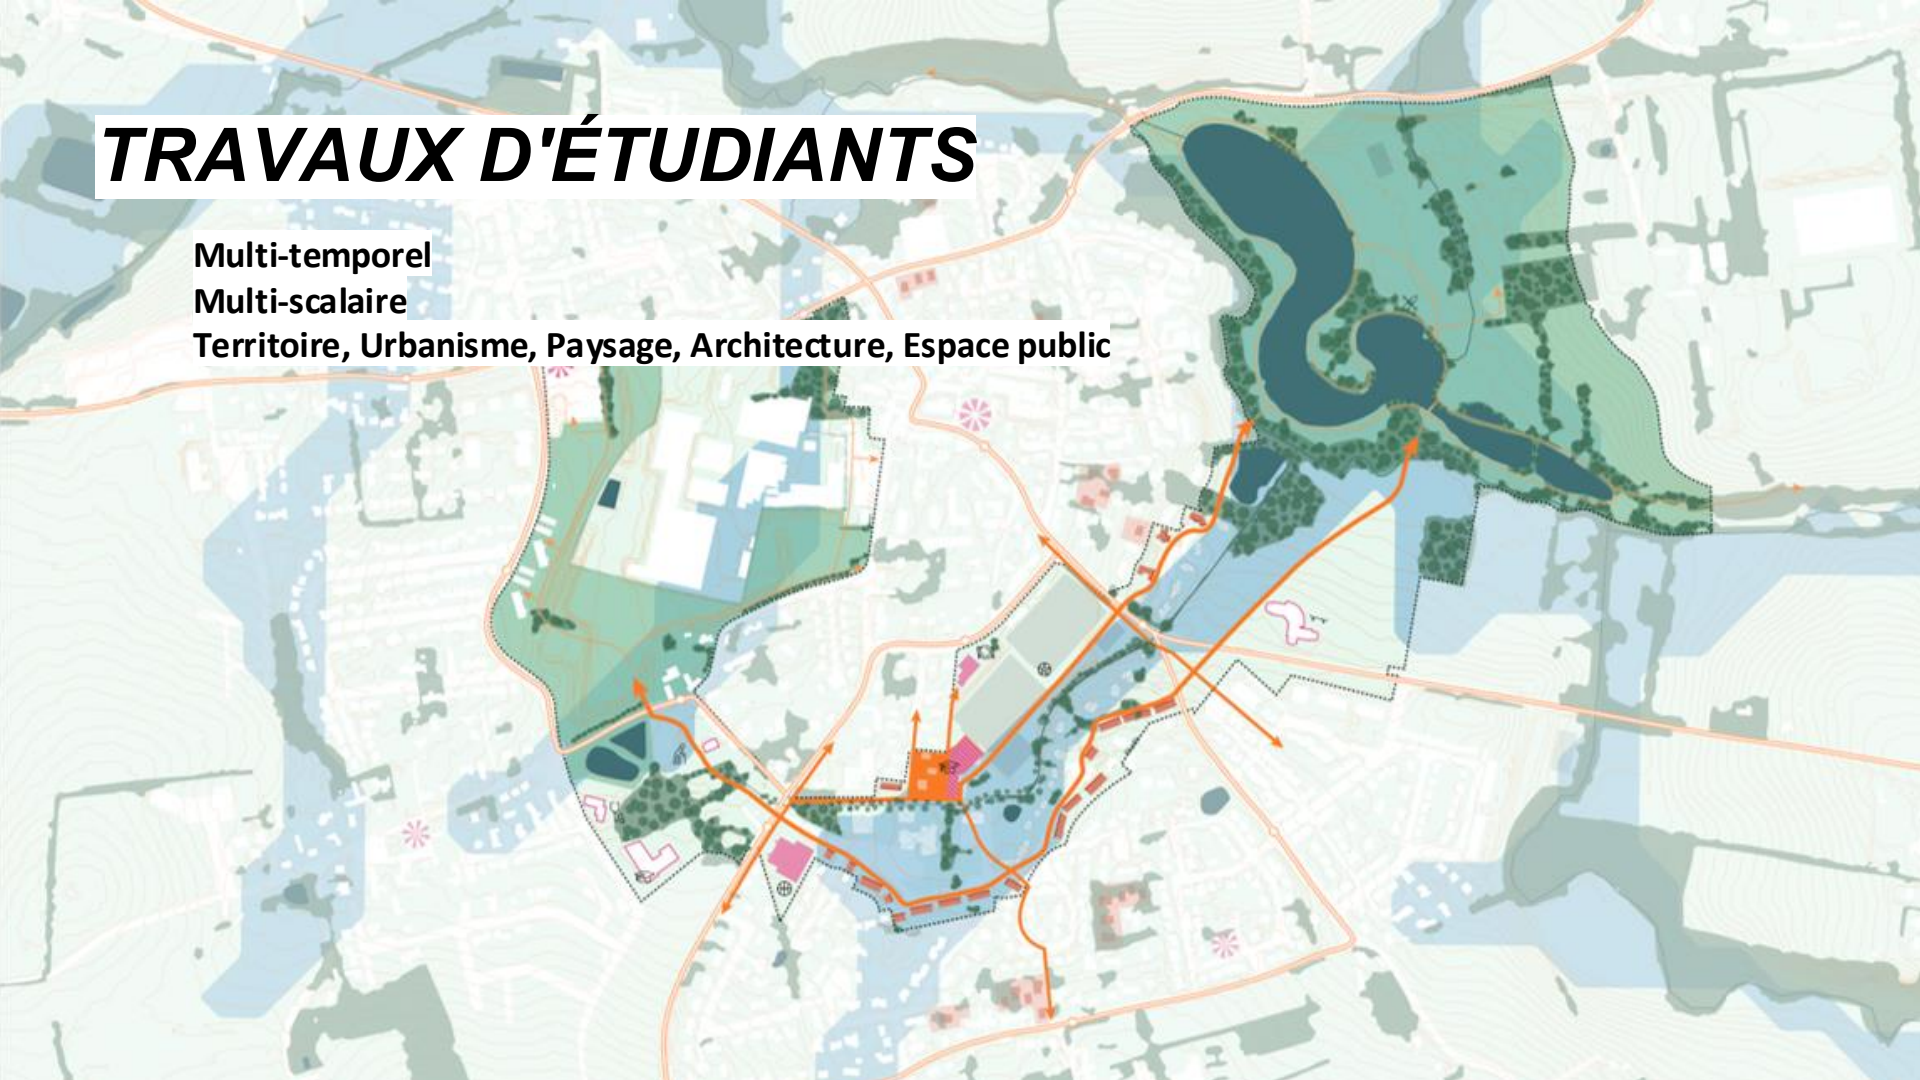 TRAVAUX D'ÉTUDIANTS
Multi-temporel
Multi-scalaire
Territoire, Urbanisme, Paysage, Architecture, Espace public